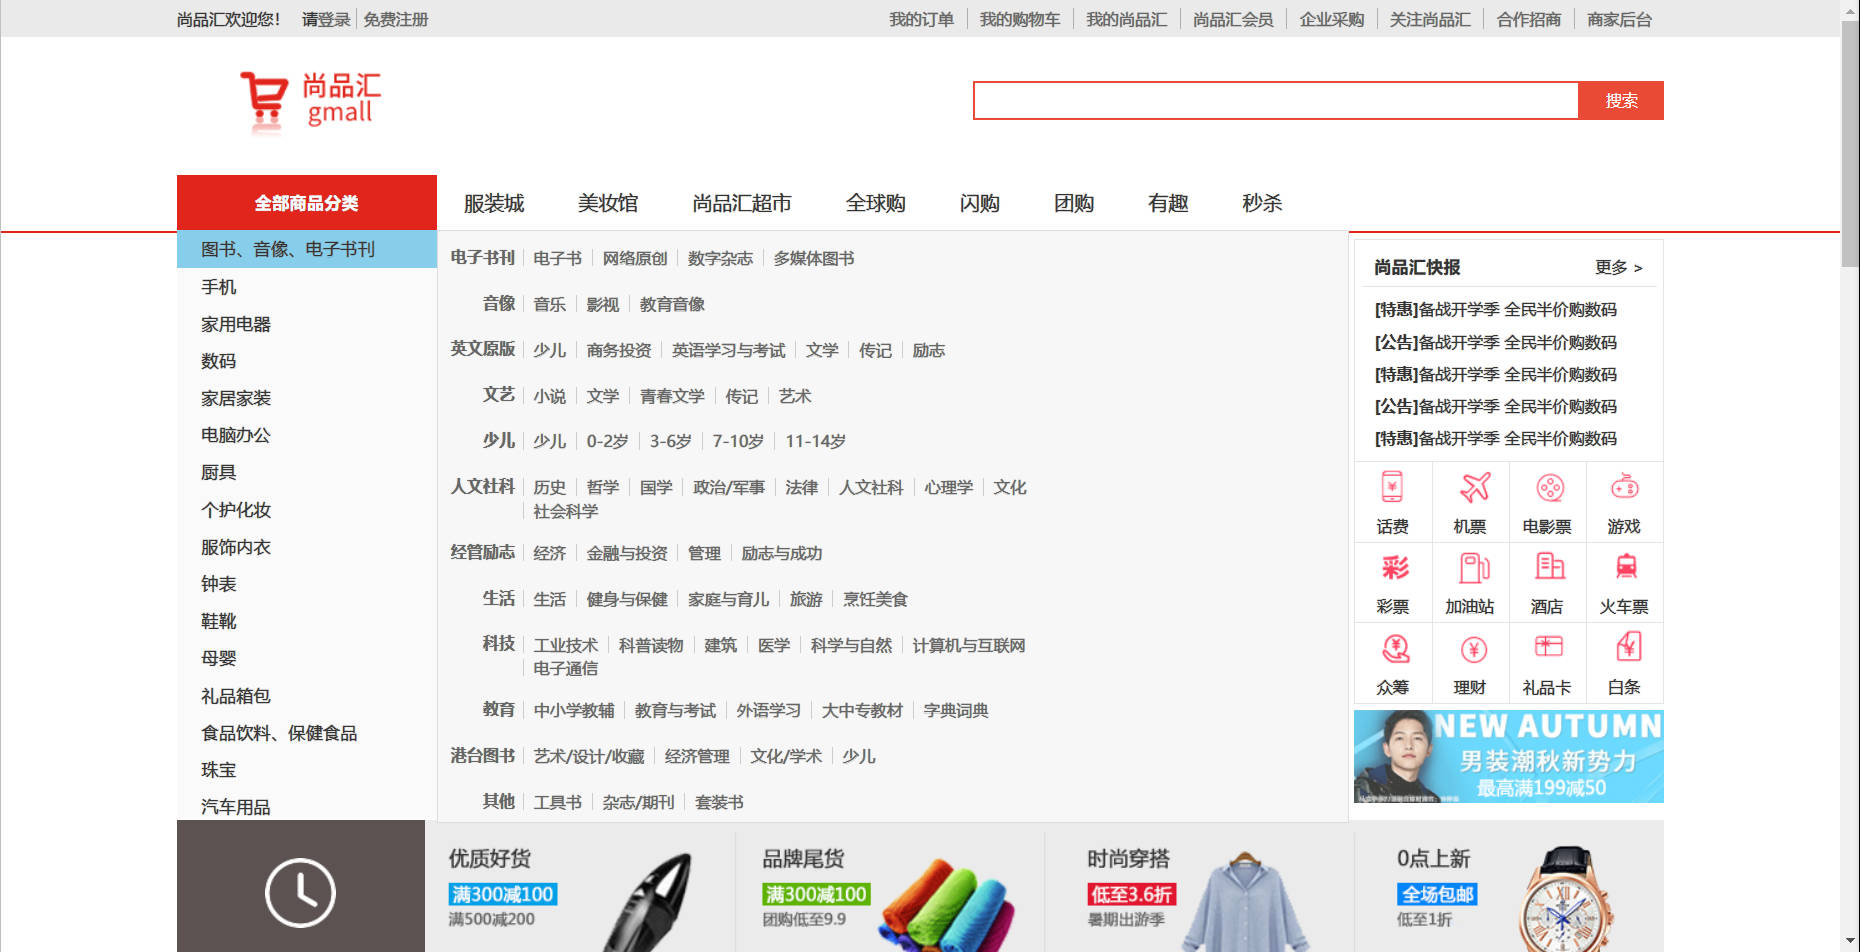 尚品汇欢迎您! 请登录 免费注册 我的订单 我的购物车 我的尚品汇 尚品汇会员 企业采购 关注尚品汇 合作招商 商家后台
尚品汇
gmall
搜索
全部商品分类 服装城 美妆馆 尚品汇超市 全球购 闪购 团购 有趣 秒杀
图书、音像、电子书刊
手机
家用电器
数码
家居家装
电脑办公
厨具
个护化妆
服饰内衣
钟表
鞋靴
母婴
礼品箱包
食品饮料、保健食品
珠宝
汽车用品
电子书刊 电子书 网络原创 数字杂志 多媒体图书
音像 音乐 影视 教育音像
英文原版 少儿 商务投资 英语学习与考试 文学 传记 励志
文艺 小说 文学 青春文学 传记 艺术
少儿 少儿 0-2岁 3-6岁 7-10岁 11-14岁
人文社科 历史 哲学 国学 政治/军事 法律 人文社科 心理学 文化
社会科学
经管励志 经济 金融与投资 管理 励志与成功
生活 生活 健身与保健 家庭与育儿 旅游 烹饪美食
科技 工业技术 科普读物 建筑 医学 科学与自然 计算机与互联网
电子通信
教育 中小学教辅 教育与考试 外语学习 大中专教材 字典词典
港台图书 艺术/设计/收藏 经济管理 文化/学术 少儿
其他 工具书 杂志/期刊 套装书
尚品汇快报 更多 >
[特惠]备战开学季 全民半价购数码
[公告]备战开学季 全民半价购数码
[特惠]备战开学季 全民半价购数码
[公告]备战开学季 全民半价购数码
[特惠]备战开学季 全民半价购数码
话费 机票 电影票 游戏
彩
彩票 加油站 酒店 火车票
众筹 理财 礼品卡 白条
NEW AUTUMN
男装潮秋新势力
最高满199减50
优质好货
满300减100
满500减200
品牌尾货
满300减100
团购低至9.9
时尚穿搭
低至3.6折
暑期出游季
0点上新
全场包邮
低至1折